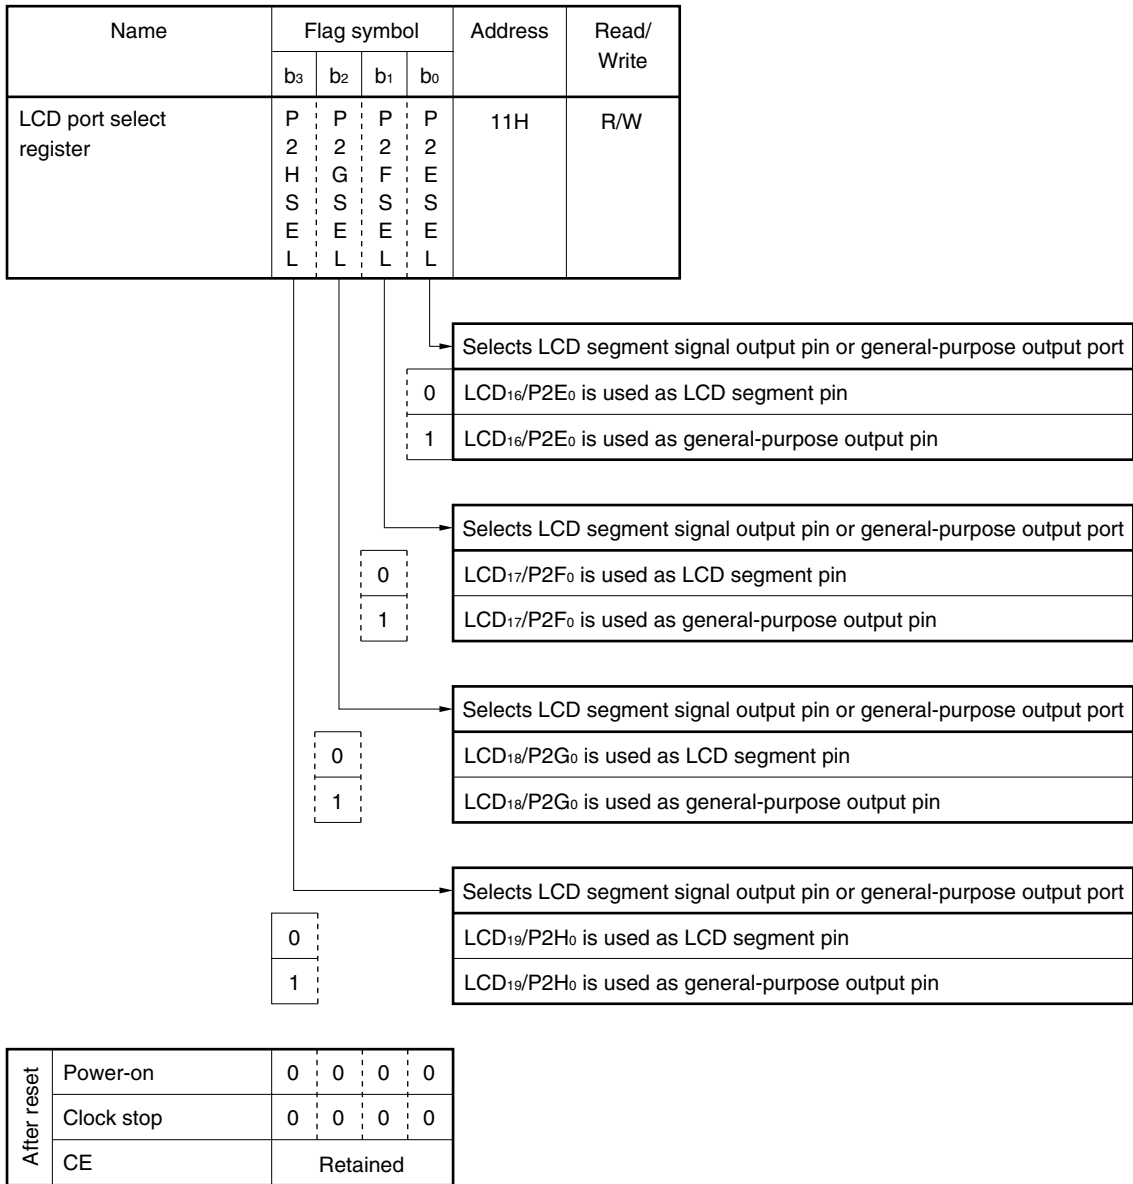 Name Flag symbol Address Read/
Write
b₃ b₂ b₁ b₀
LCD port select P P P P 11H R/W
register 2 2 2 2
H G F E
S S S S
E E E E
L L L L
Selects LCD segment signal output pin or general-purpose output port
0 LCD₁₆/P2E₀ is used as LCD segment pin
1 LCD₁₆/P2E₀ is used as general-purpose output pin
Selects LCD segment signal output pin or general-purpose output port
0 LCD₁₇/P2F₀ is used as LCD segment pin
1 LCD₁₇/P2F₀ is used as general-purpose output pin
Selects LCD segment signal output pin or general-purpose output port
0 LCD₁₈/P2G₀ is used as LCD segment pin
1 LCD₁₈/P2G₀ is used as general-purpose output pin
Selects LCD segment signal output pin or general-purpose output port
0 LCD₁₉/P2H₀ is used as LCD segment pin
1 LCD₁₉/P2H₀ is used as general-purpose output pin
After reset
Power-on 0 0 0 0
Clock stop 0 0 0 0
CE Retained